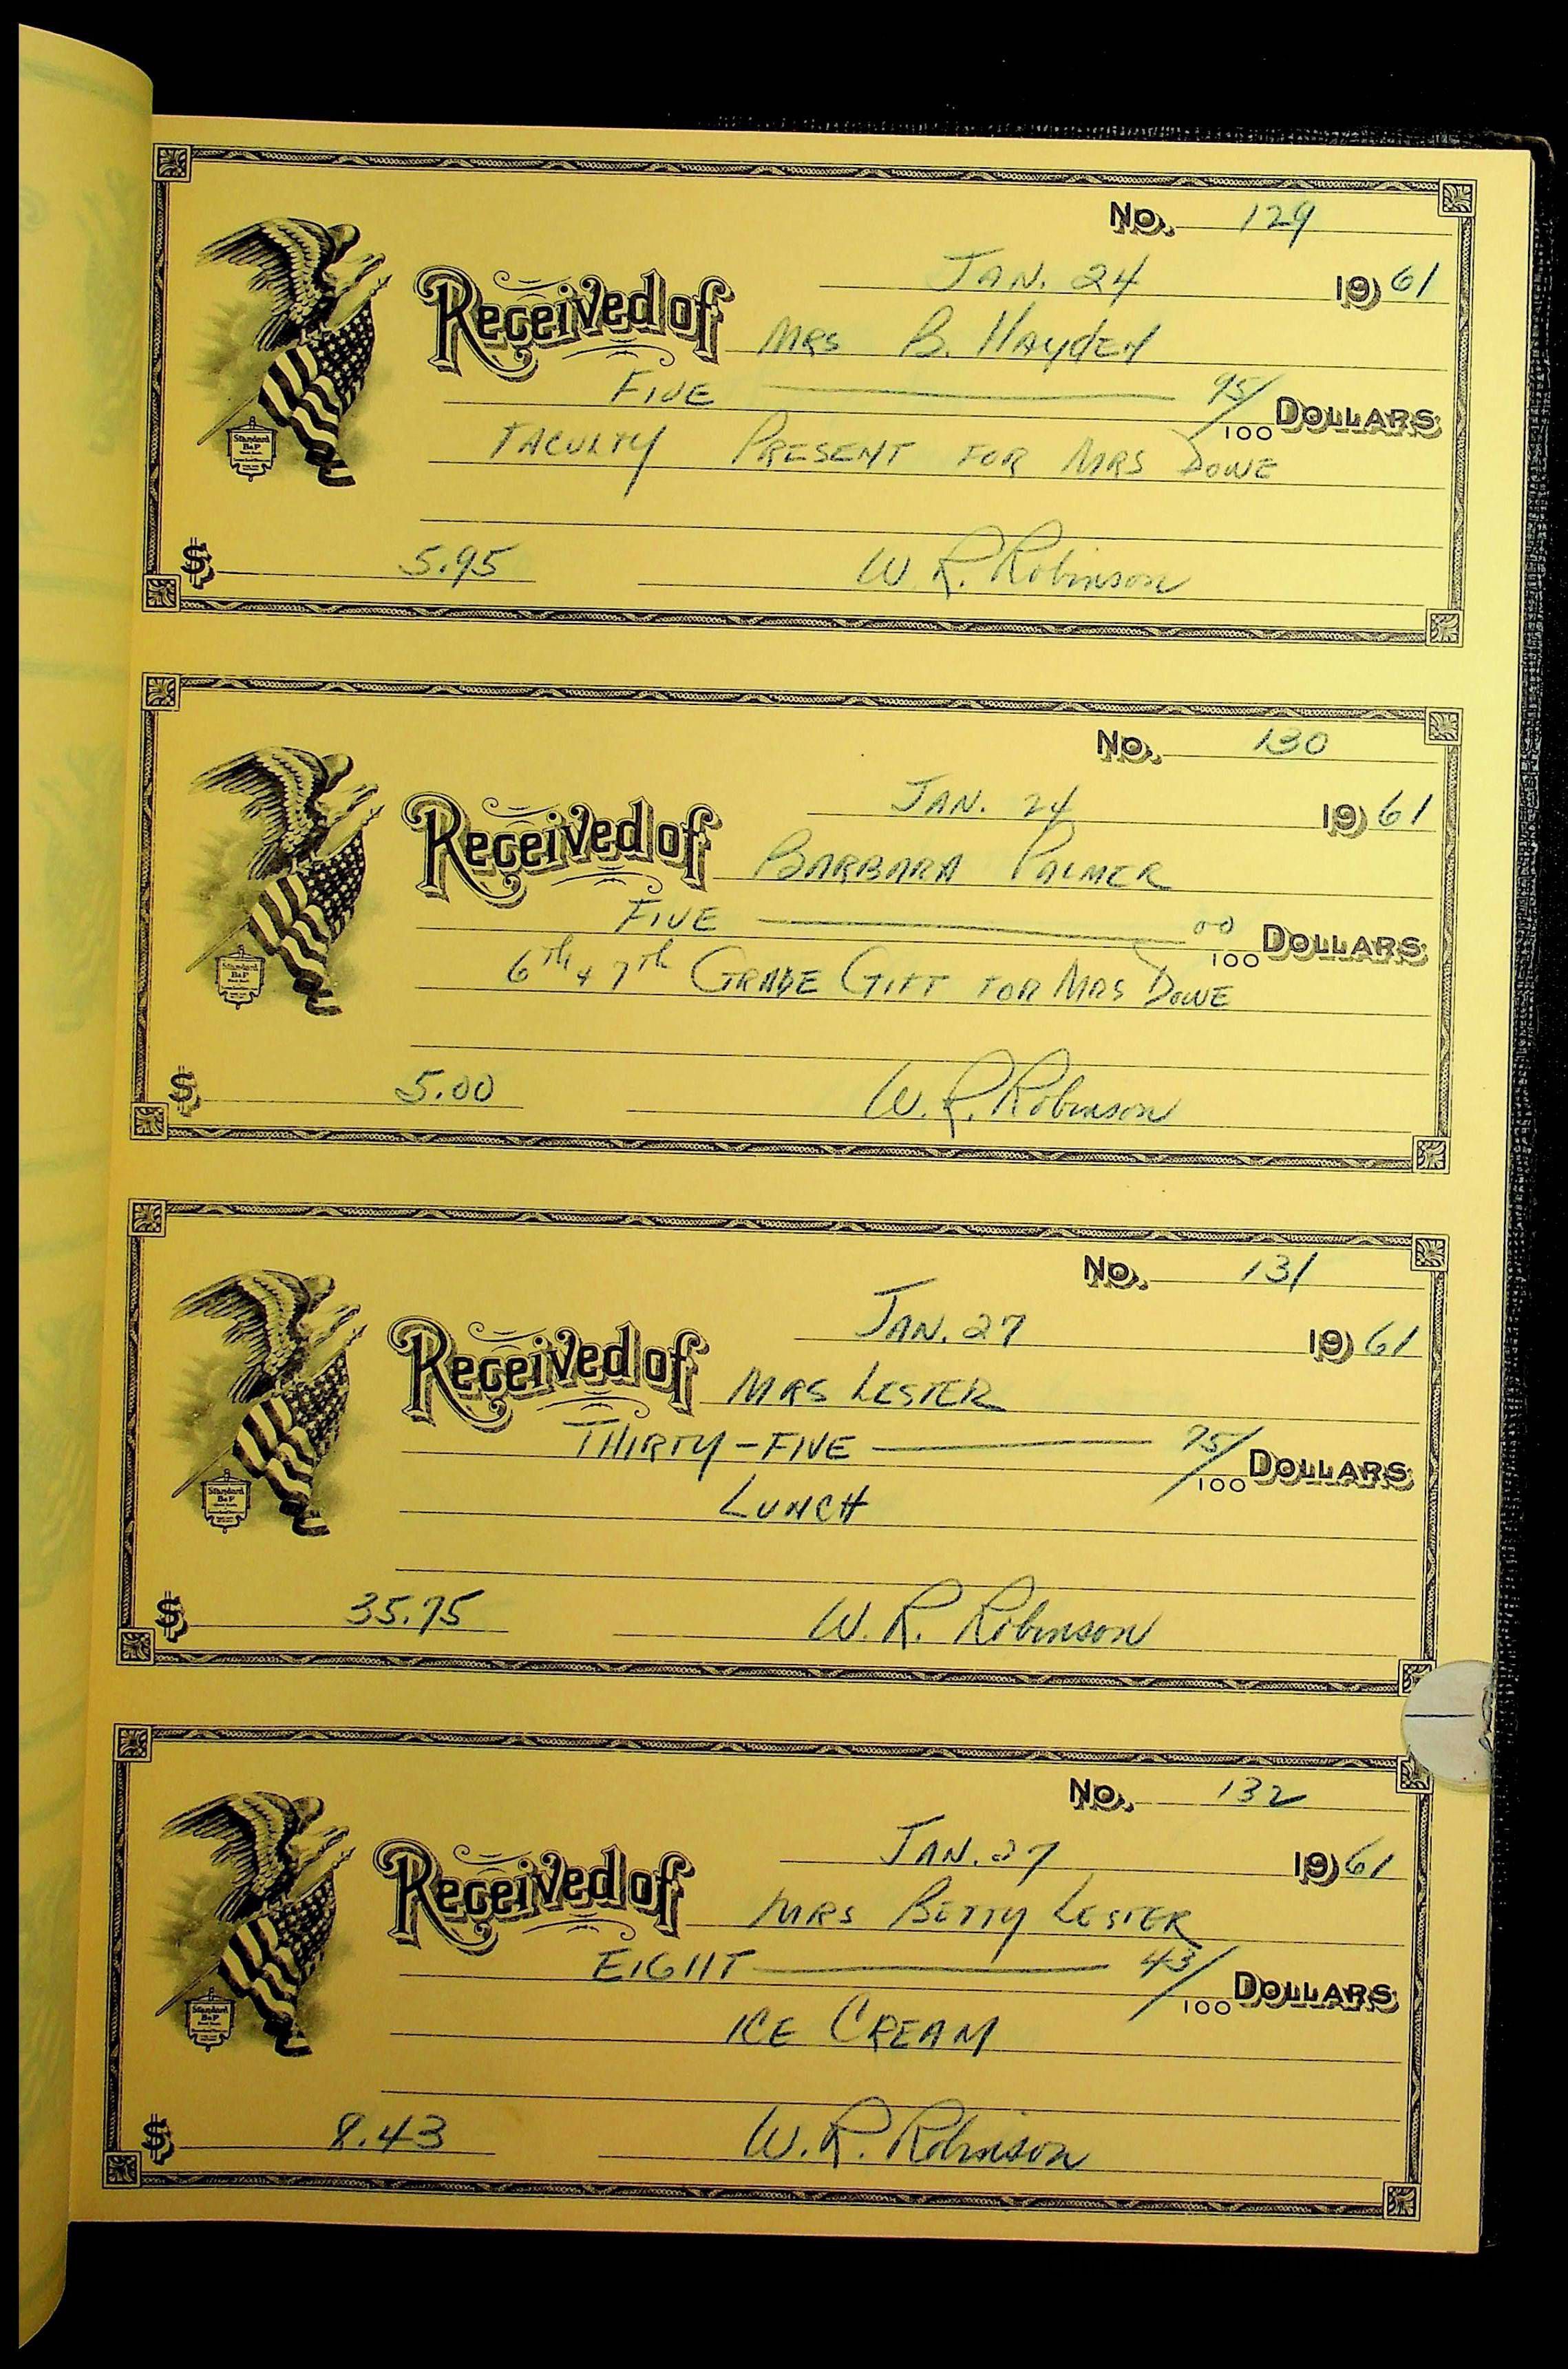 No. 129
JAN. 24 1961
Received of MRS B. HAYDEN
FIVE 95/100 DOLLARS
FACULTY PRESENT FOR MRS DOWE
$ 5.95 W. R. Robinson
Standard
B&P
No. 130
JAN. 24 1961
Received of BARBARA PALMER
FIVE 00/100 DOLLARS
6th + 7th GRADE GIFT FOR MRS DOWE
$ 5.00 W. R. Robinson
Standard
B&P
No. 131
JAN. 27 1961
Received of MRS LESTER
THIRTY-FIVE 75/100 DOLLARS
LUNCH
$ 35.75 W. R. Robinson
Standard
B&P
No. 132
JAN. 27 1961
Received of MRS BETTY LESTER
EIGHT 43/100 DOLLARS
ICE CREAM
$ 8.43 W. R. Robinson
Standard
B&P